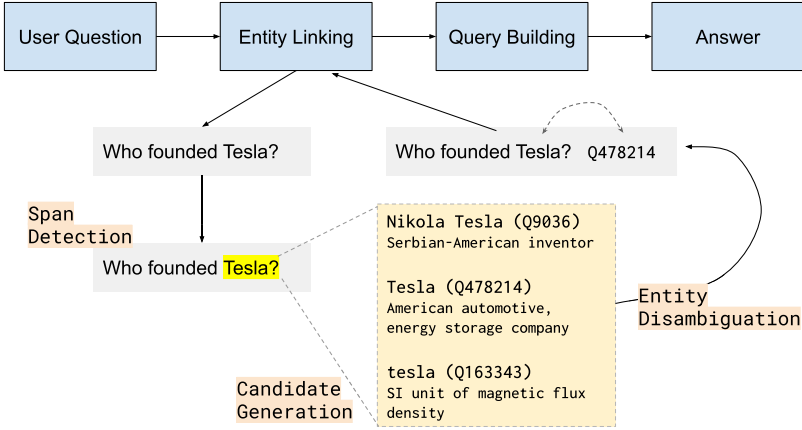 User Question
Entity Linking
Query Building
Answer
Who founded Tesla?
Who founded Tesla? Q478214
Span
Detection
Who founded Tesla?
Nikola Tesla (Q9036)
Serbian-American inventor
Tesla (Q478214)
American automotive,
energy storage company
tesla (Q163343)
SI unit of magnetic flux
density
Entity
Disambiguation
Candidate
Generation